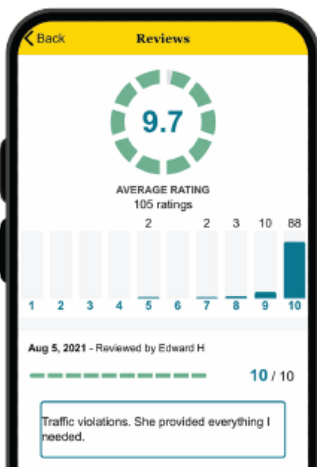 Back
Reviews
9.7
AVERAGE RATING
105 ratings
2 2 3 10 88
1 2 3 4 5 6 7 8 9 10
Aug 5, 2021 - Reviewed by Edward H
10 / 10
Traffic violations. She provided everything I
needed.